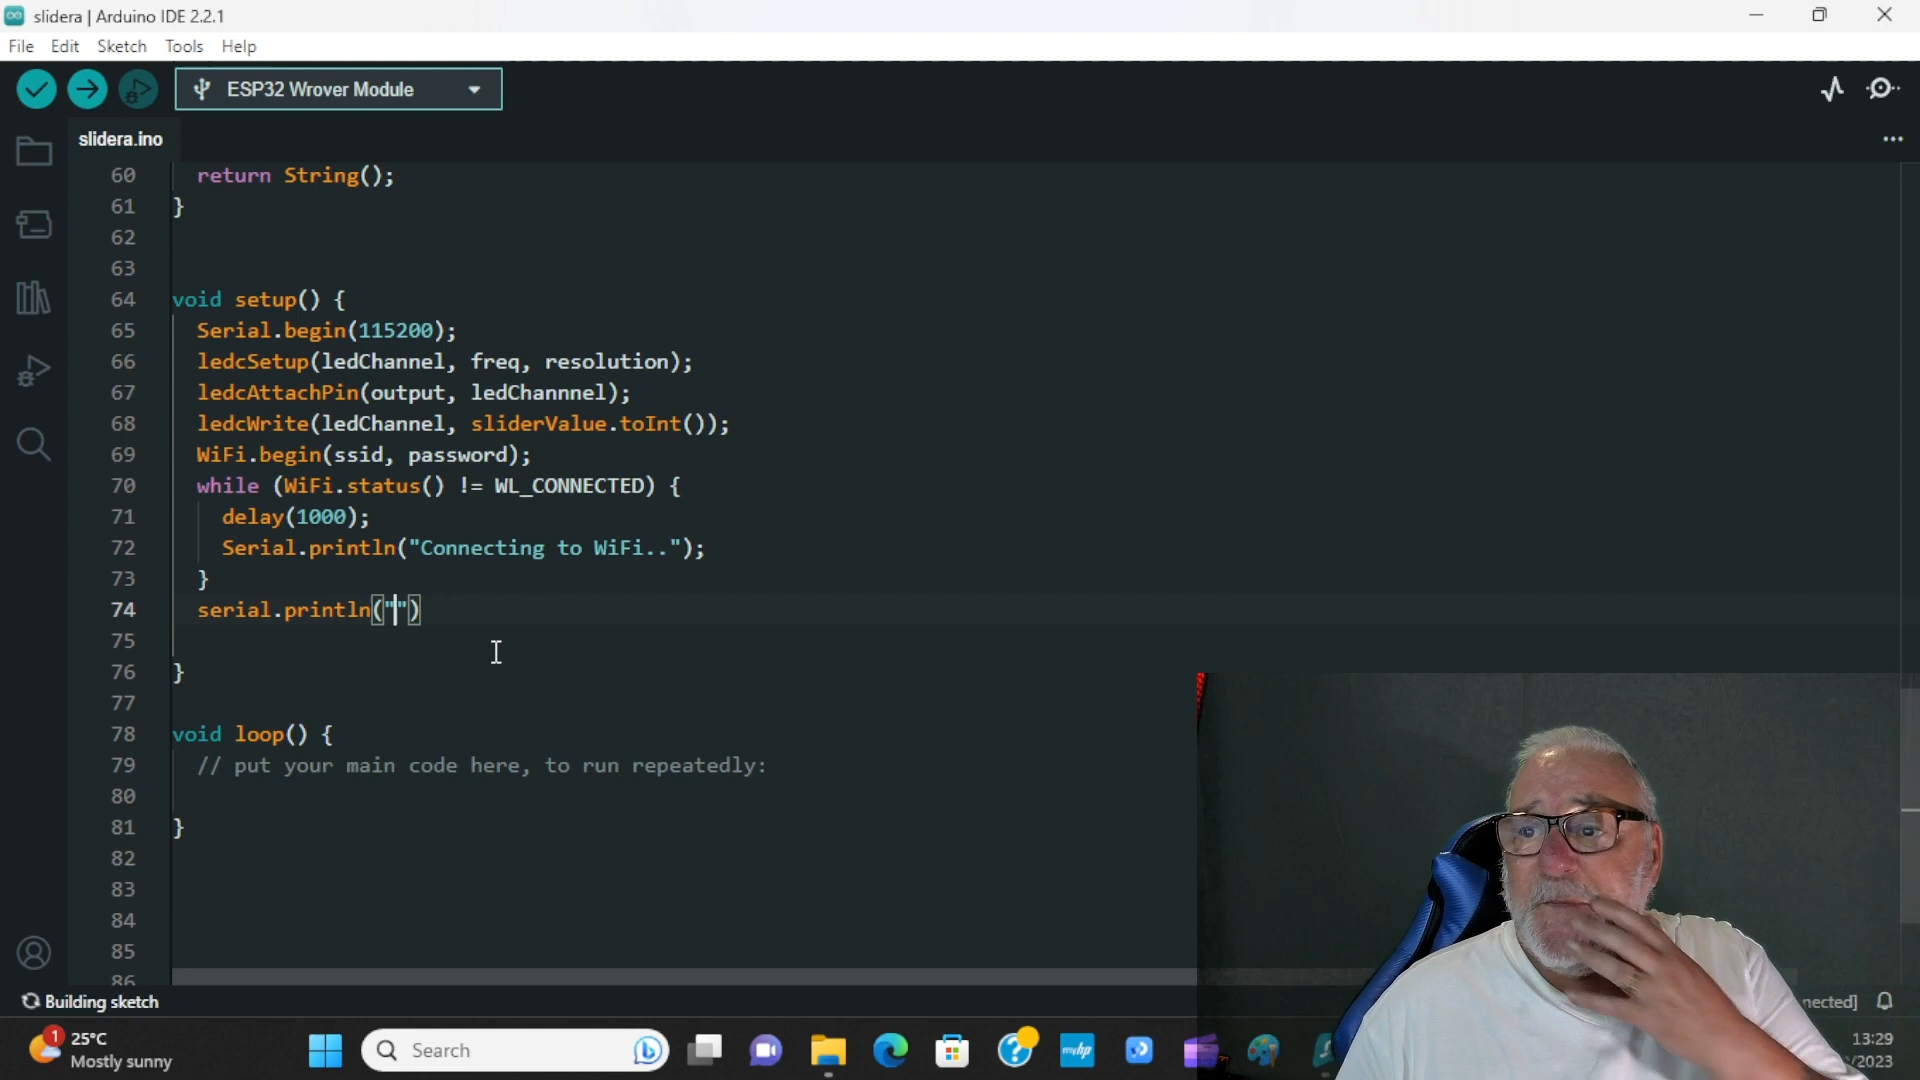 slidera | Arduino IDE 2.2.1
File Edit Sketch Tools Help
ESP32 Wrover Module
slidera.ino
60 return String();
61 }
62
63
64 void setup() {
65 Serial.begin(115200);
66 ledcSetup(ledChannel, freq, resolution);
67 ledcAttachPin(output, ledChannnel);
68 ledcWrite(ledChannel, sliderValue.toInt());
69 WiFi.begin(ssid, password);
70 while (WiFi.status() != WL_CONNECTED) {
71 delay(1000);
72 Serial.println("Connecting to WiFi..");
73 }
74 serial.println("")
75
76 }
77
78 void loop() {
79 // put your main code here, to run repeatedly:
80
81 }
82
83
84
85
86
Building sketch
nected]
1
25°C
Mostly sunny
Search
myhp
13:29
/2023